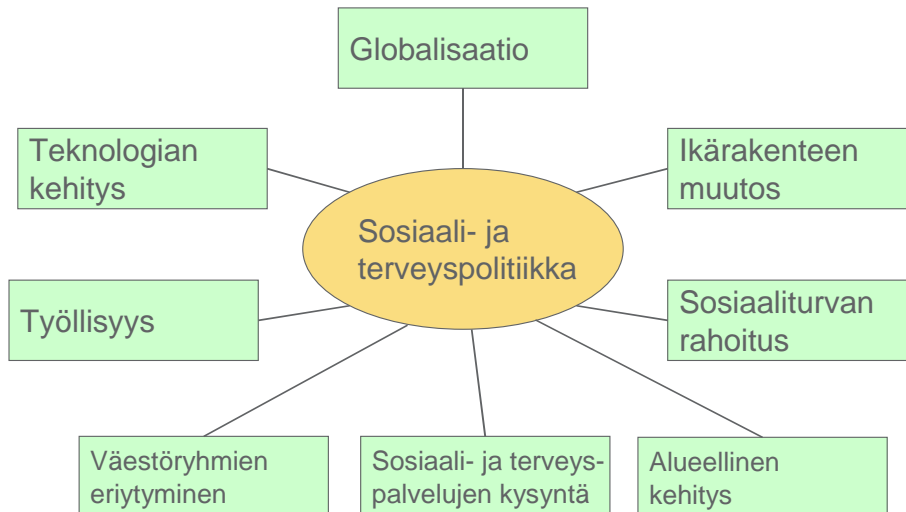 Globalisaatio
Teknologian
kehitys
Ikärakenteen
muutos
Sosiaali- ja
terveyspolitiikka
Työllisyys
Sosiaaliturvan
rahoitus
Väestöryhmien
eriytyminen
Sosiaali- ja terveys-
palvelujen kysyntä
Alueellinen
kehitys